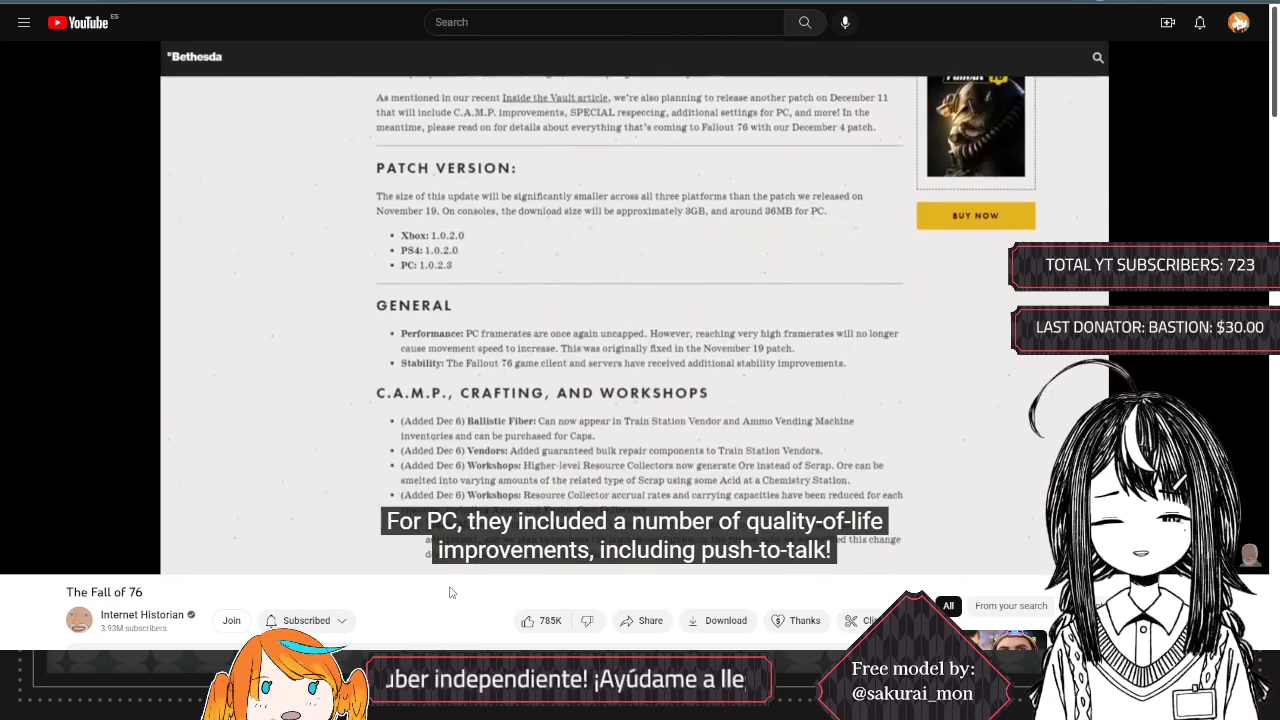 YouTube ES
Search
Bethesda
As mentioned in our recent Inside the Vault article, we're also planning to release another patch on December 11
that will include C.A.M.P. improvements, SPECIAL respeccing, additional settings for PC, and more! In the
meantime, please read on for details about everything that's coming to Fallout 76 with our December 4 patch.
PATCH VERSION:
The size of this update will be significantly smaller across all three platforms than the patch we released on
November 19. On consoles, the download size will be approximately 3GB, and around 36MB for PC.
• Xbox: 1.0.2.0
• PS4: 1.0.2.0
• PC: 1.0.2.3
BUY NOW
GENERAL
• Performance: PC framerates are once again uncapped. However, reaching very high framerates will no longer
cause movement speed to increase. This was originally fixed in the November 19 patch.
• Stability: The Fallout 76 game client and servers have received additional stability improvements.
C.A.M.P., CRAFTING, AND WORKSHOPS
• (Added Dec 6) Ballistic Fiber: Can now appear in Train Station Vendor and Ammo Vending Machine
inventories and can be purchased for Caps.
• (Added Dec 6) Vendors: Added guaranteed bulk repair components to Train Station Vendors.
• (Added Dec 6) Workshops: Higher-level Resource Collectors now generate Ore instead of Scrap. Ore can be
smelted into varying amounts of the related type of Scrap using some Acid at a Chemistry Station.
• (Added Dec 6) Workshops: Resource Collector accrual rates and carrying capacities have been reduced for each
For PC, they included a number of quality-of-life
improvements, including push-to-talk!
this change
TOTAL YT SUBSCRIBERS: 723
LAST DONATOR: BASTION: $30.00
The Fall of 76
Internet Historian
3.93M subscribers
Join
Subscribed
785K
Share
Download
Thanks
All
From your search
uber independiente! ¡Ayúdame a lle
Free model by:
@sakurai_mon